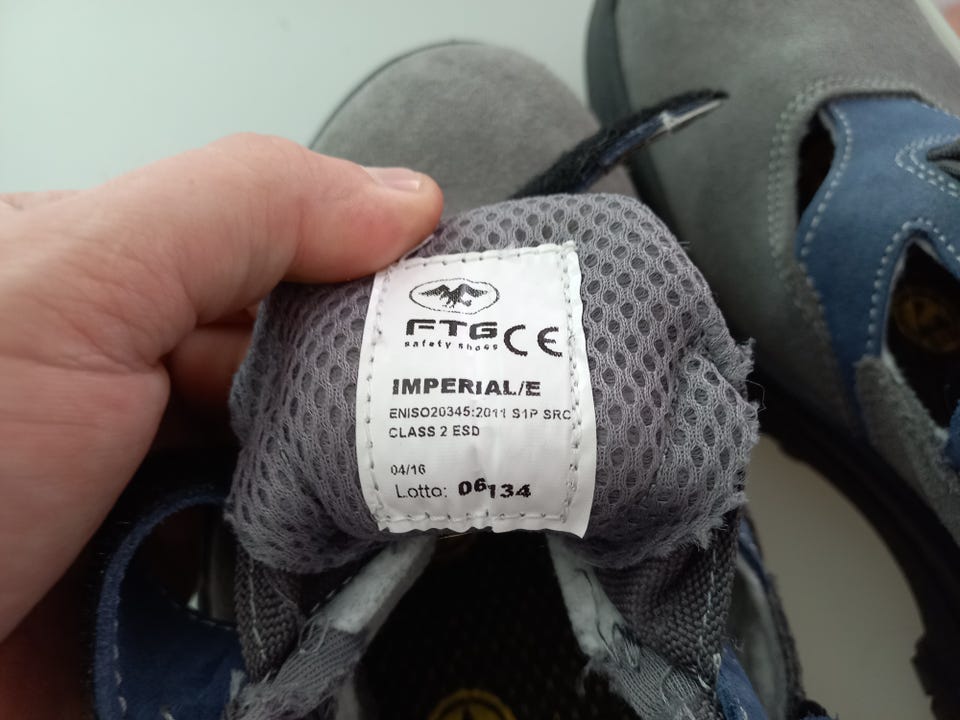 FTG
safety shoes CE
IMPERIAL/E
ENISO20345:2011 S1P SRC
CLASS 2 ESD
04/16
Lotto: 06134